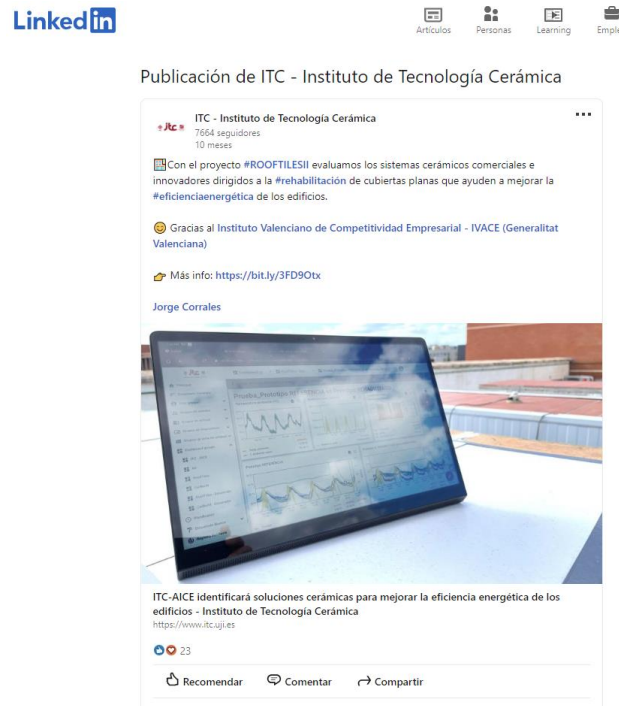 Linked in
Artículos Personas Learning Emple
Publicación de ITC - Instituto de Tecnología Cerámica
itc
ITC - Instituto de Tecnología Cerámica
7664 seguidores
10 meses
Con el proyecto #ROOFTILESII evaluamos los sistemas cerámicos comerciales e
innovadores dirigidos a la #rehabilitación de cubiertas planas que ayuden a mejorar la
#eficienciaenergética de los edificios.
Gracias al Instituto Valenciano de Competitividad Empresarial - IVACE (Generalitat
Valenciana)
Más info: https://bit.ly/3FD9Otx
Jorge Corrales
ITC-AICE identificará soluciones cerámicas para mejorar la eficiencia energética de los
edificios - Instituto de Tecnología Cerámica
https://www.itc.uji.es
23
Recomendar Comentar Compartir